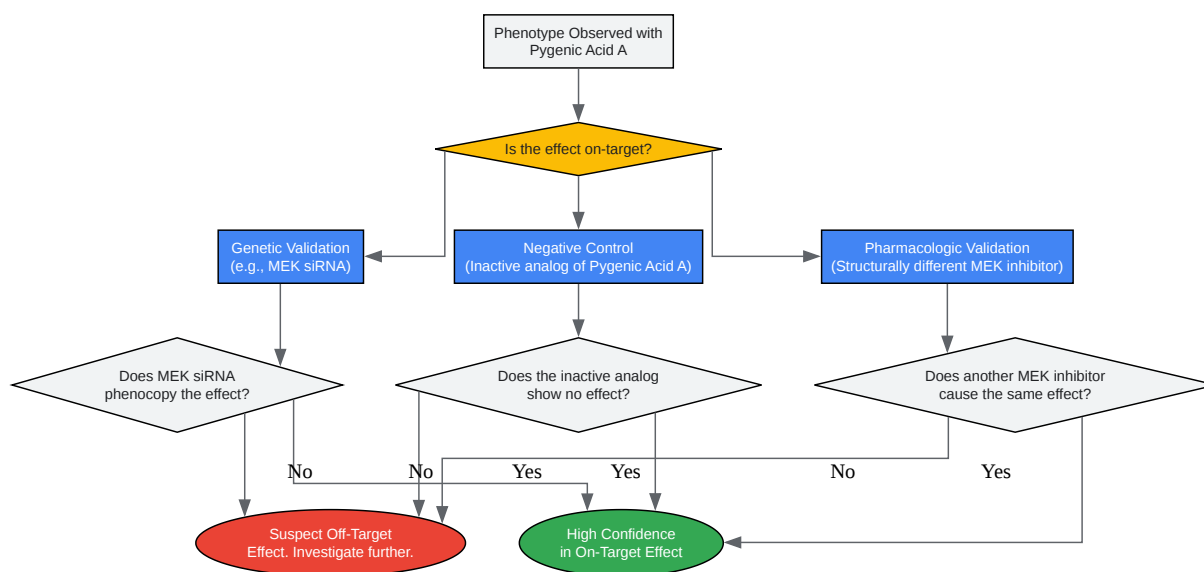 Phenotype Observed with
Pygenic Acid A
Is the effect on-target?
Genetic Validation
(e.g., MEK siRNA)
Negative Control
(Inactive analog of Pygenic Acid A)
Pharmacologic Validation
(Structurally different MEK inhibitor)
Does MEK siRNA
phenocopy the effect?
Does the inactive analog
show no effect?
Does another MEK inhibitor
cause the same effect?
No
No
Yes
Yes
No
Yes
Suspect Off-Target
Effect. Investigate further.
High Confidence
in On-Target Effect